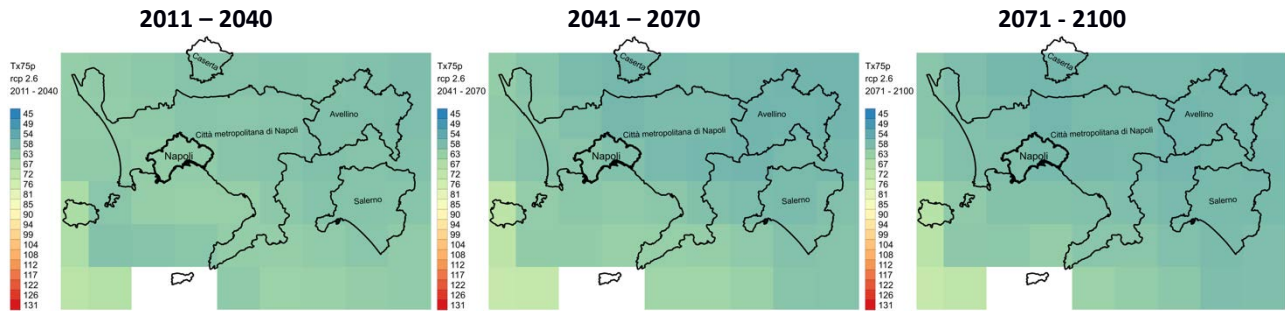 2011 – 2040
Tx75p
rcp 2.6
2011 - 2040
45
49
54
58
63
67
72
76
81
85
90
94
99
104
108
112
117
122
126
131
Caserta
Avellino
Città metropolitana di Napoli
Napoli
Salerno
2041 - 2070
Tx75p
rcp 2.6
2041 - 2070
45
49
54
58
63
67
72
76
81
85
90
94
99
104
108
112
117
122
126
131
Caserta
Avellino
Città metropolitana di Napoli
Napoli
Salerno
2071 - 2100
Tx75p
rcp 2.6
2071 - 2100
45
49
54
58
63
67
72
76
81
85
90
94
99
104
108
112
117
122
126
131
Caserta
Avellino
Città metropolitana di Napoli
Napoli
Salerno